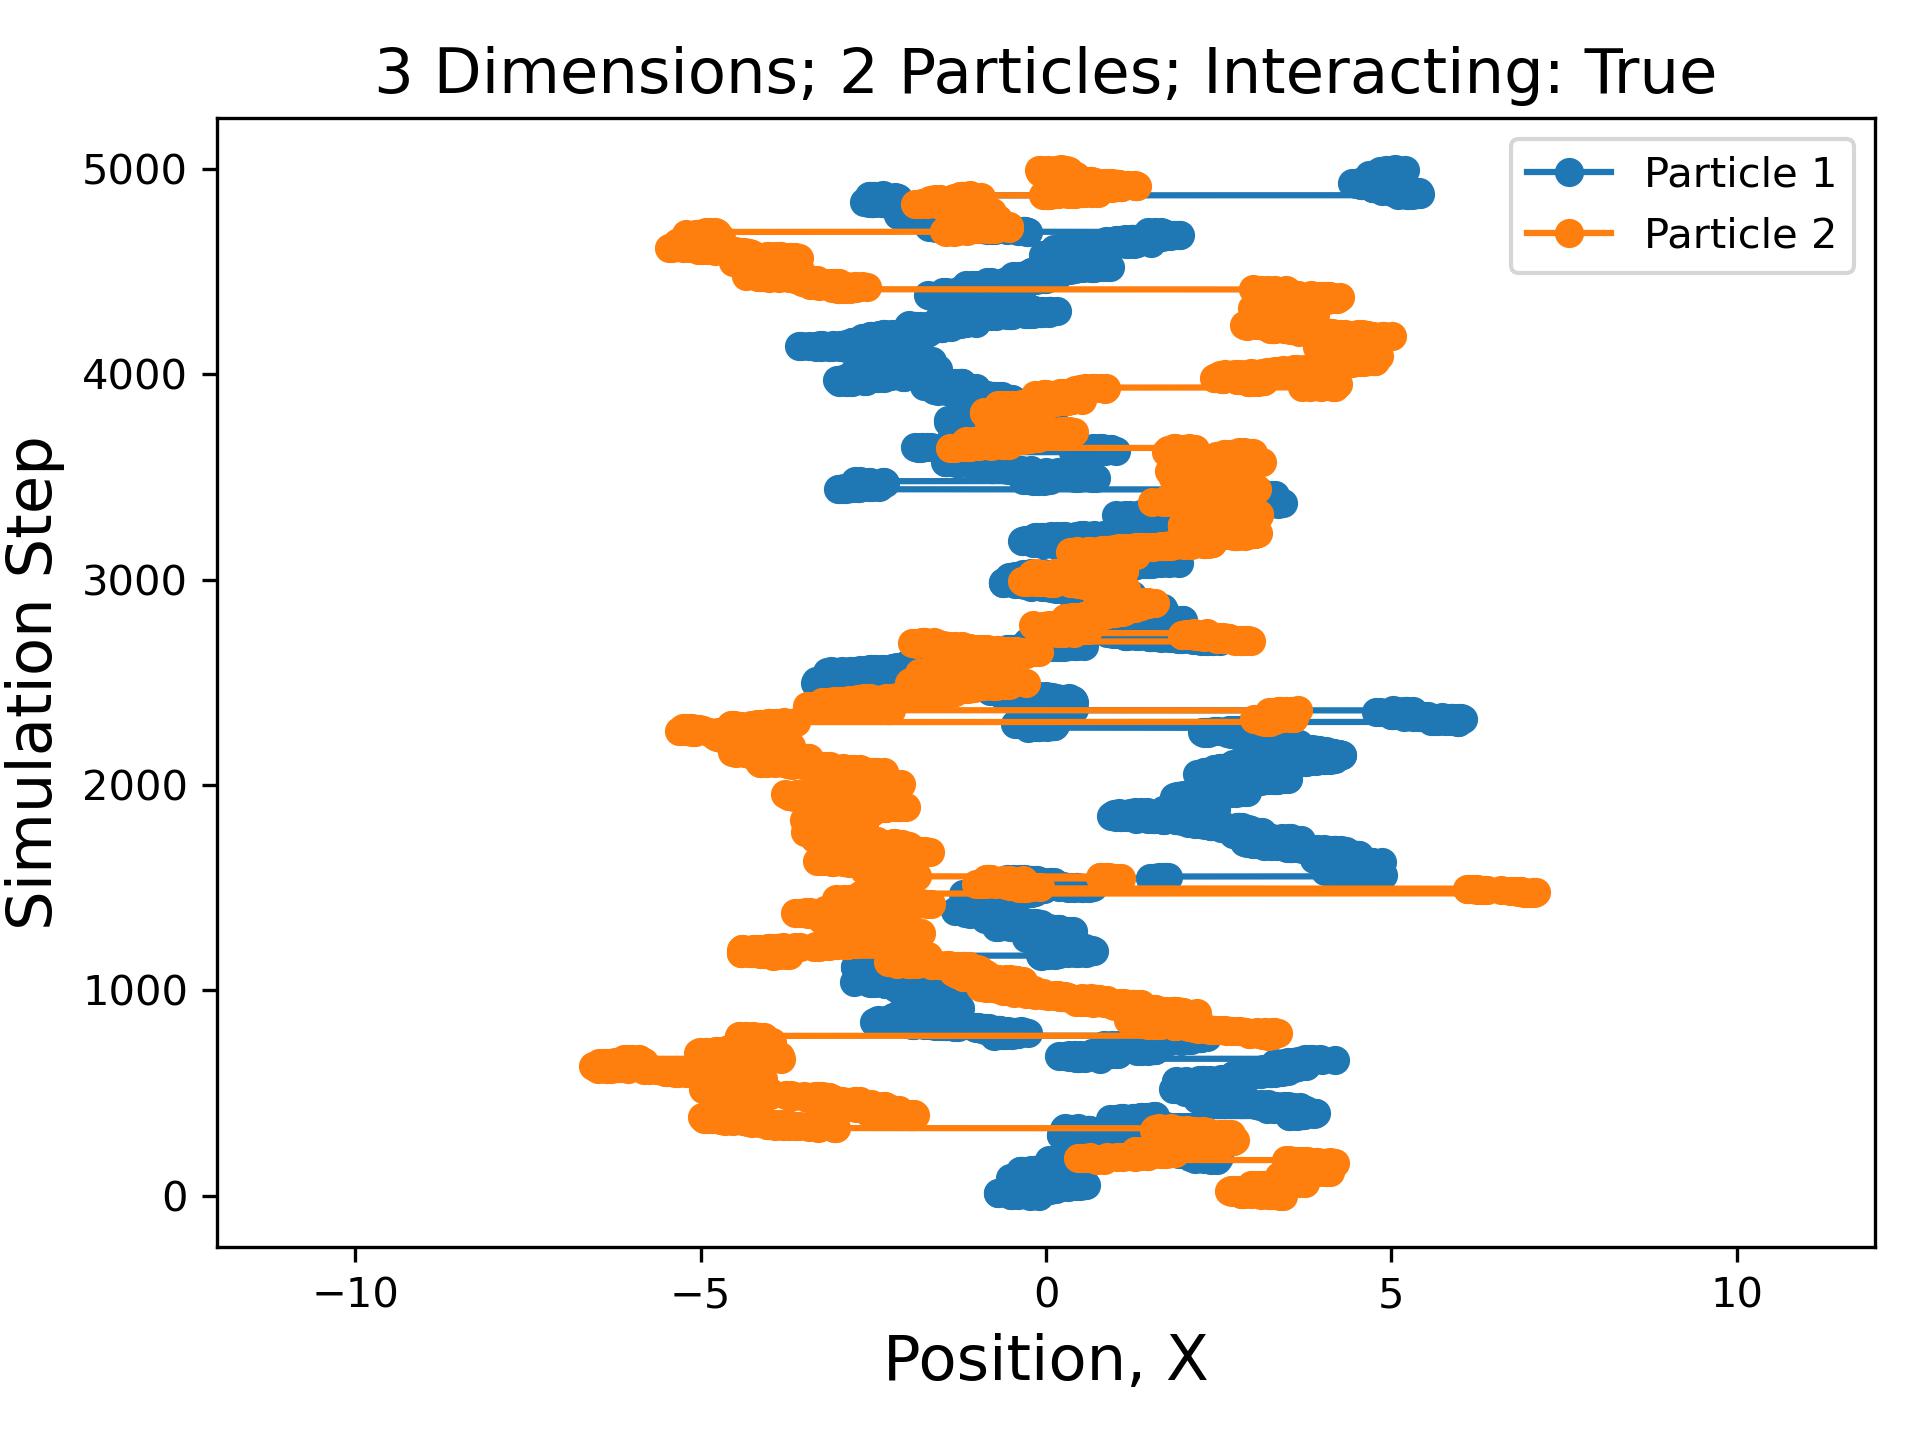 3 Dimensions; 2 Particles; Interacting: True
Particle 1
Particle 2
5000
4000
3000
2000
1000
0
Simulation Step
−10
−5
0
5
10
Position, X